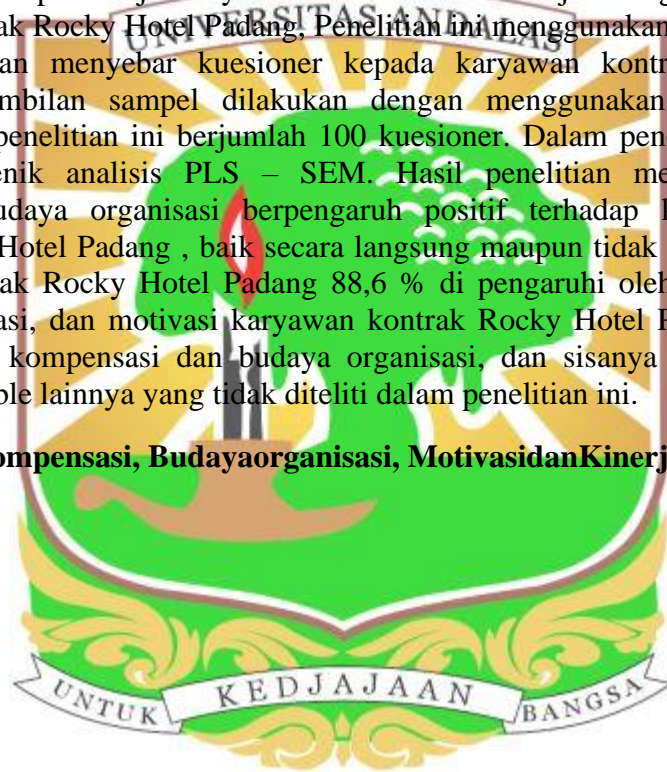 ak Rocky Hotel Padang, Penelitian ini menggunakan
UNIVERSITAS ANDALAS
an menyebar kuesioner kepada karyawan kontr
mbilan sampel dilakukan dengan menggunakan
penelitian ini berjumlah 100 kuesioner. Dalam pen
enik analisis PLS – SEM. Hasil penelitian me
udaya organisasi berpengaruh positif terhadap
Hotel Padang , baik secara langsung maupun tidak
ak Rocky Hotel Padang 88,6 % di pengaruhi oleh
asi, dan motivasi karyawan kontrak Rocky Hotel
kompensasi dan budaya organisasi, dan sisanya
ble lainnya yang tidak diteliti dalam penelitian ini.
ompensasi, Budayaorganisasi, MotivasidanKinerj
UNTUK KEDJAJAAN BANGSA